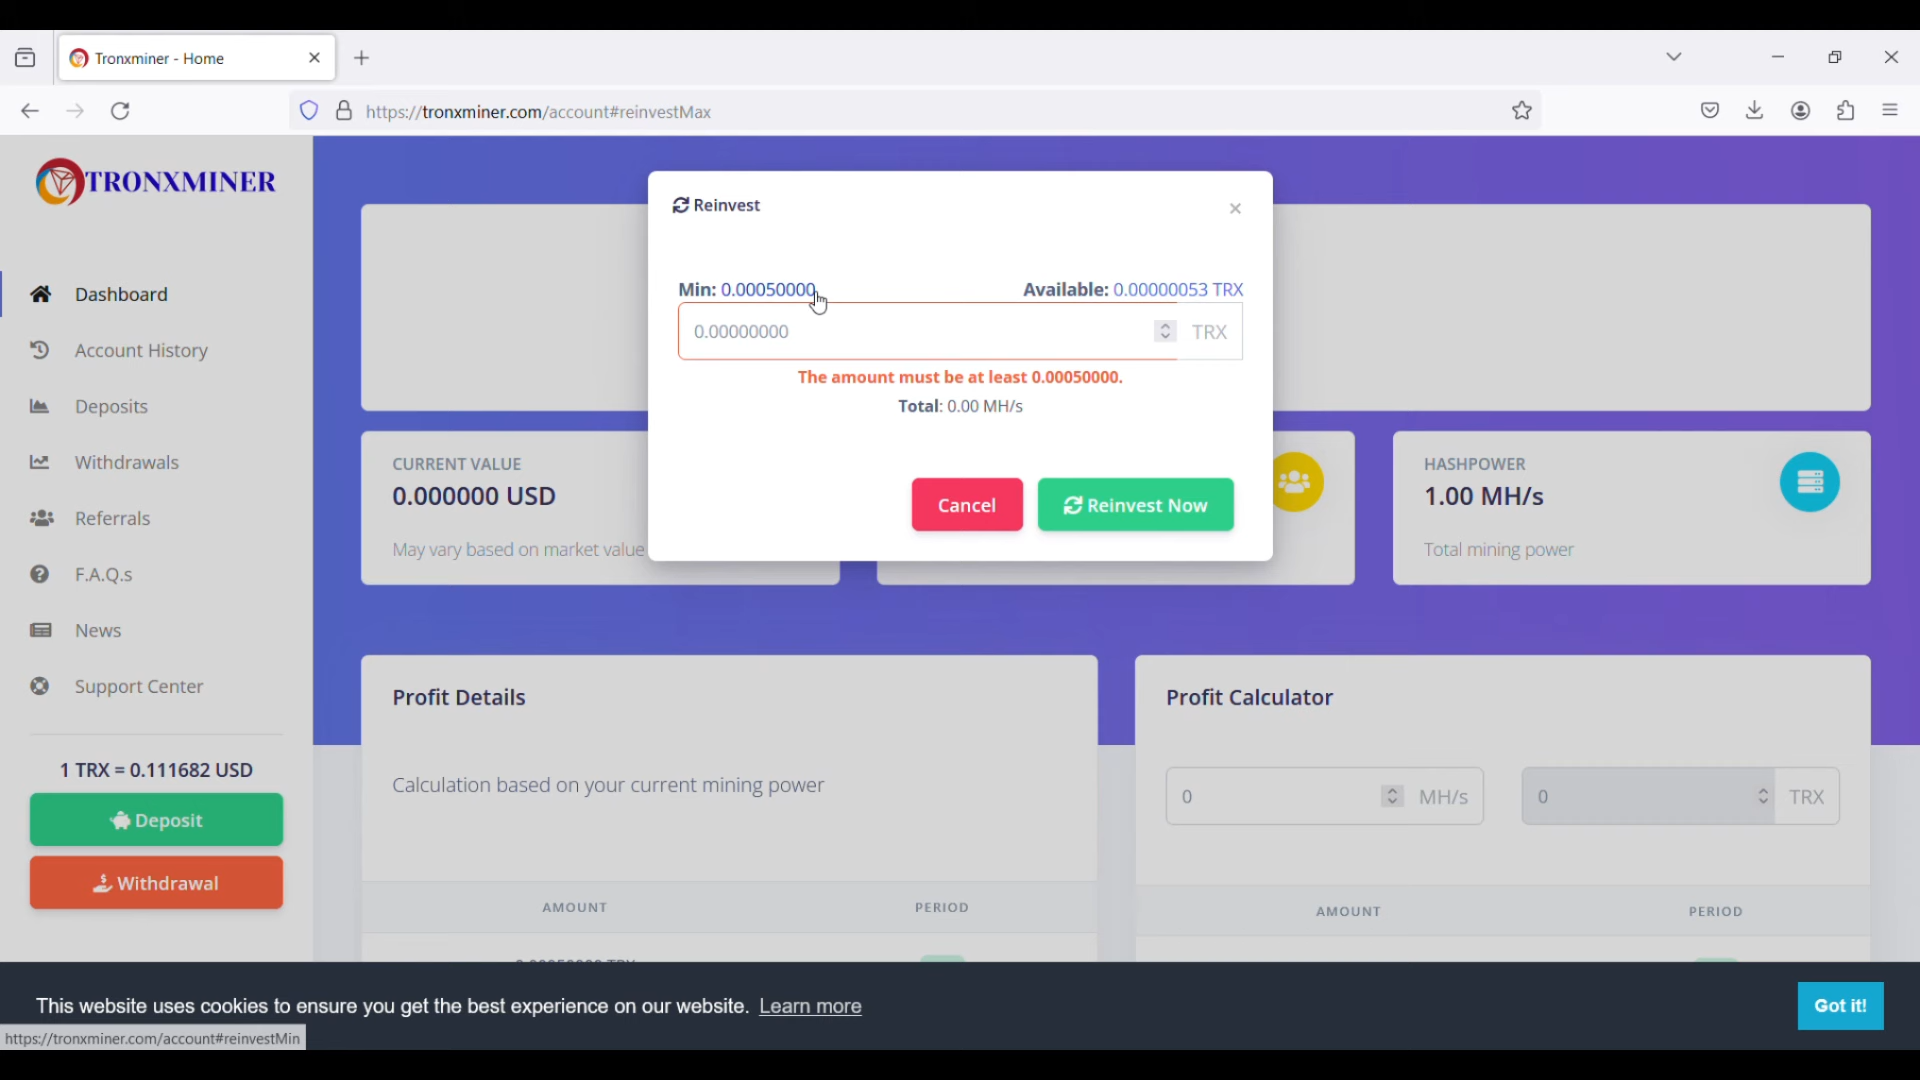 Tronxminer - Home
https://tronxminer.com/account#reinvestMax
TRONXMINER
Dashboard
Account History
Deposits
Withdrawals
Referrals
F.A.Q.s
News
Support Center
1 TRX = 0.111682 USD
Deposit
Withdrawal
Reinvest
Min: 0.00050000
Available: 0.00000053 TRX
0.00000000
TRX
The amount must be at least 0.00050000.
Total: 0.00 MH/s
Cancel
Reinvest Now
CURRENT VALUE
0.000000 USD
May vary based on market value
HASHPOWER
1.00 MH/s
Total mining power
Profit Details
Calculation based on your current mining power
AMOUNT
PERIOD
Profit Calculator
0
MH/s
0
TRX
AMOUNT
PERIOD
This website uses cookies to ensure you get the best experience on our website. Learn more
Got it!
https://tronxminer.com/account#reinvestMin